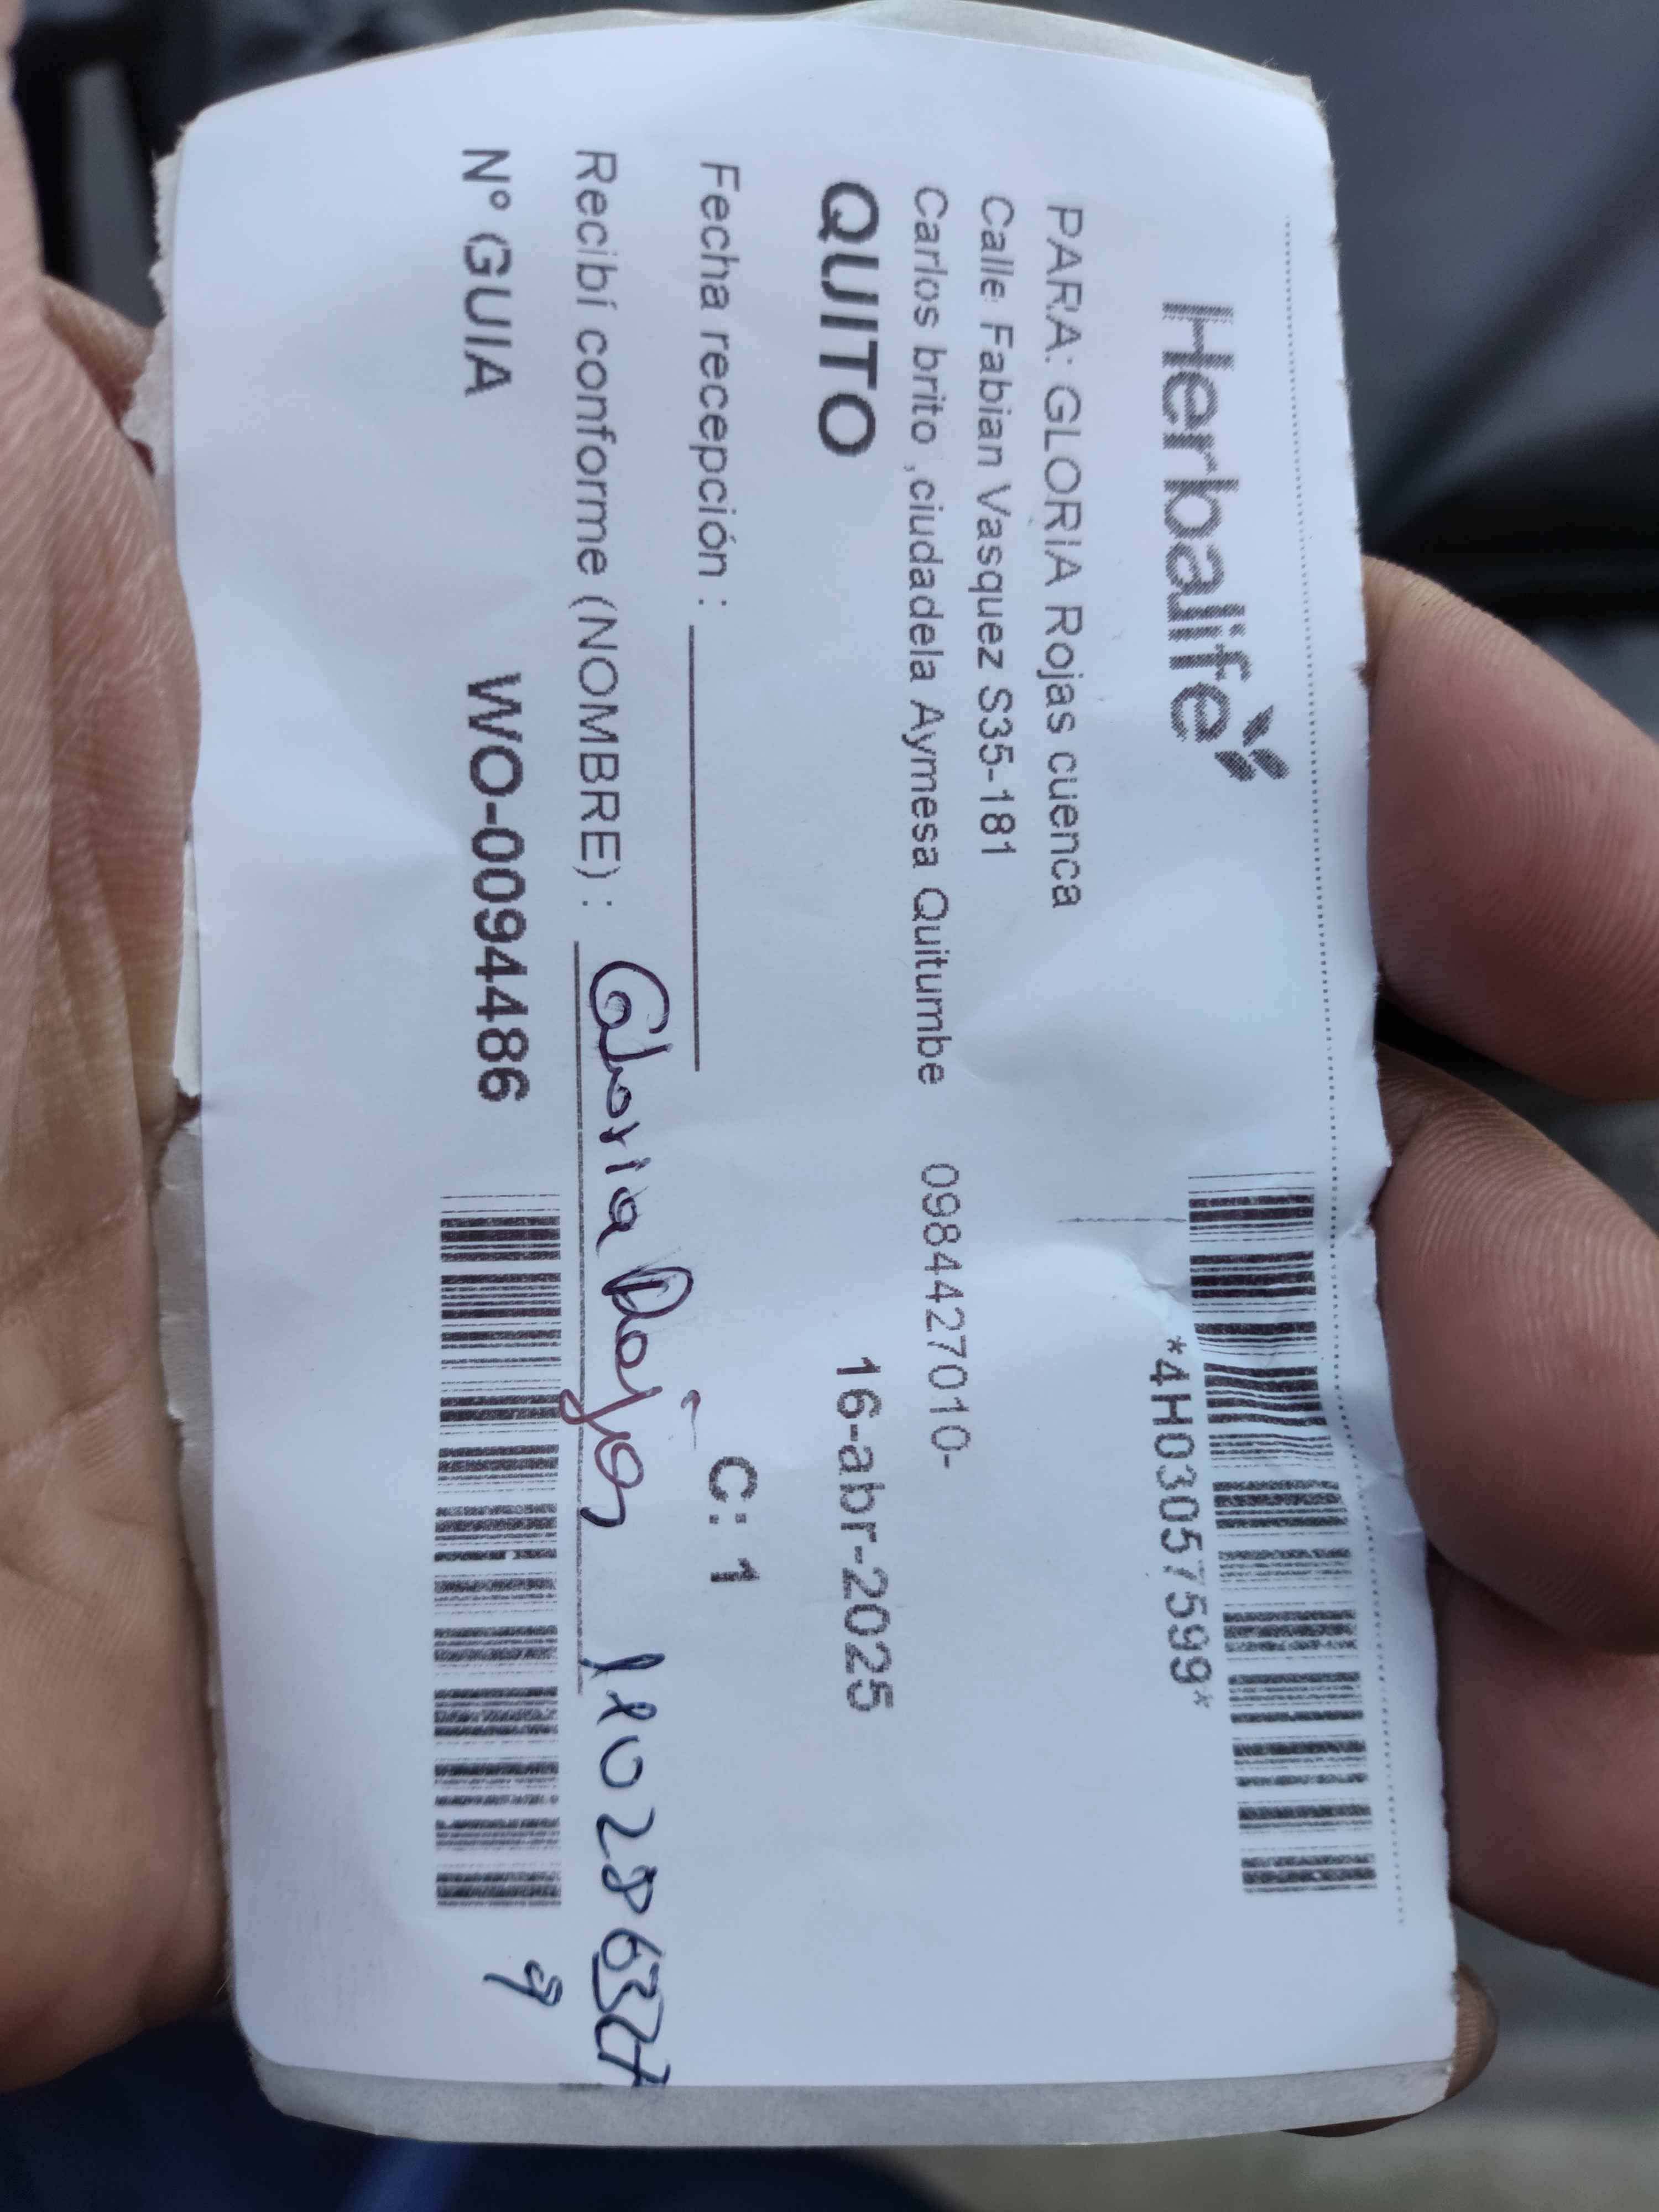 Herbalife
*4H03057599*
PARA: GLORIA Rojas cuenca
Calle Fabian Vasquez S35-181
Carlos brito ,ciudadela Aymesa Quitumbe 0984427010-
QUITO 16-abr-2025
Fecha recepción : C: 1
Recibí conforme (NOMBRE) : Gloria Rojas
Nº GUIA WO-0094486